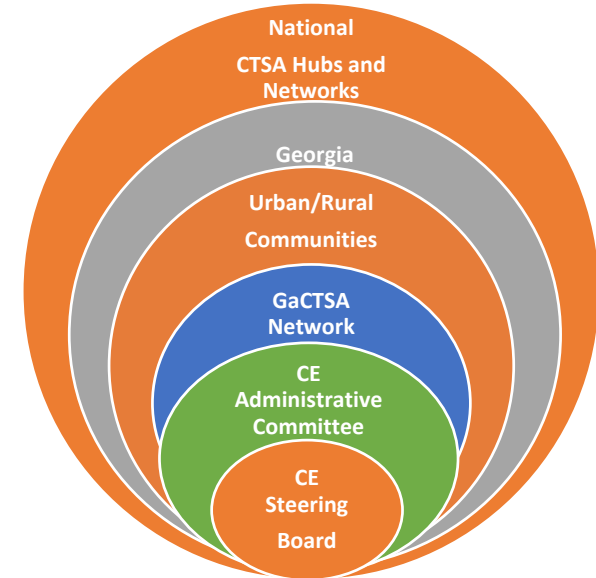 National
CTSA Hubs and
Networks
Georgia
Urban/Rural
Communities
GaCTSA
Network
CE
Administrative
Committee
CE
Steering
Board